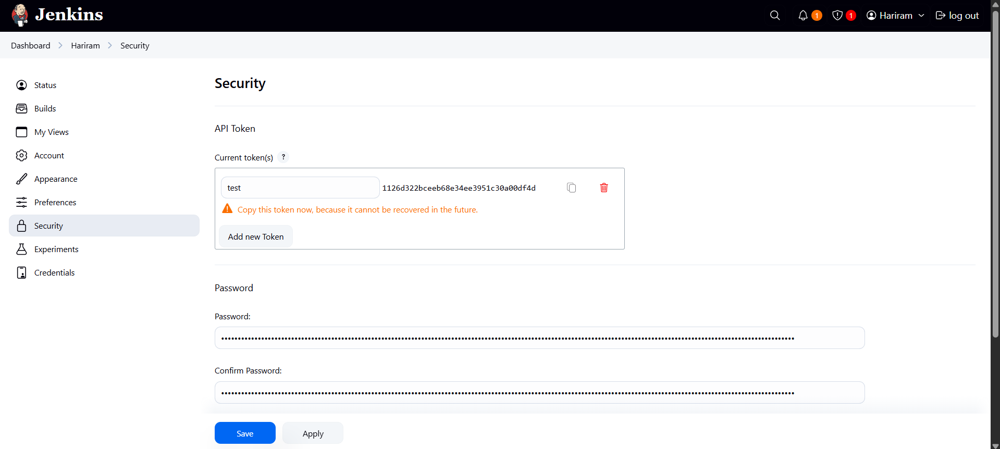 Jenkins
1
1
Hariram
log out
Dashboard
Hariram
Security
Status
Builds
My Views
Account
Appearance
Preferences
Security
Experiments
Credentials
Security
API Token
Current token(s) ?
test 1126d322bceeb68e34ee3951c30a00df4d
Copy this token now, because it cannot be recovered in the future.
Add new Token
Password
Password:
Confirm Password:
Save
Apply